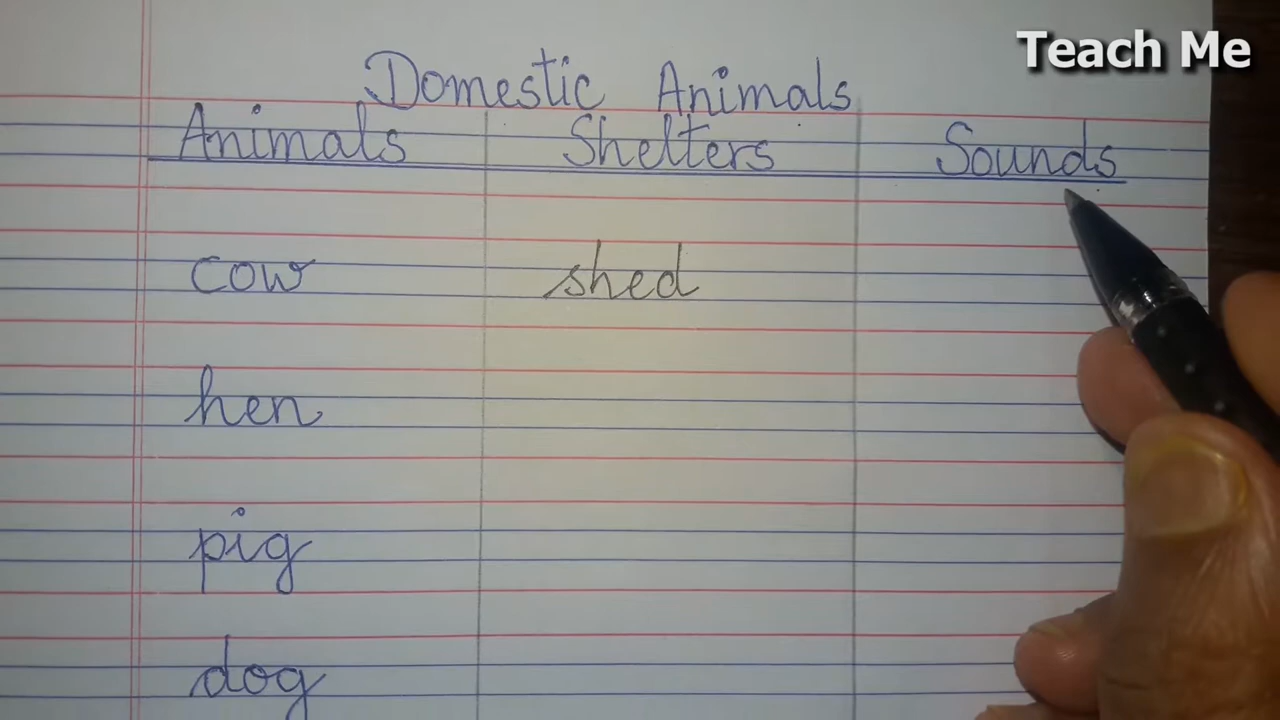 Teach Me
Domestic Animals
Animals Shelters Sounds
cow shed
hen
pig
dog